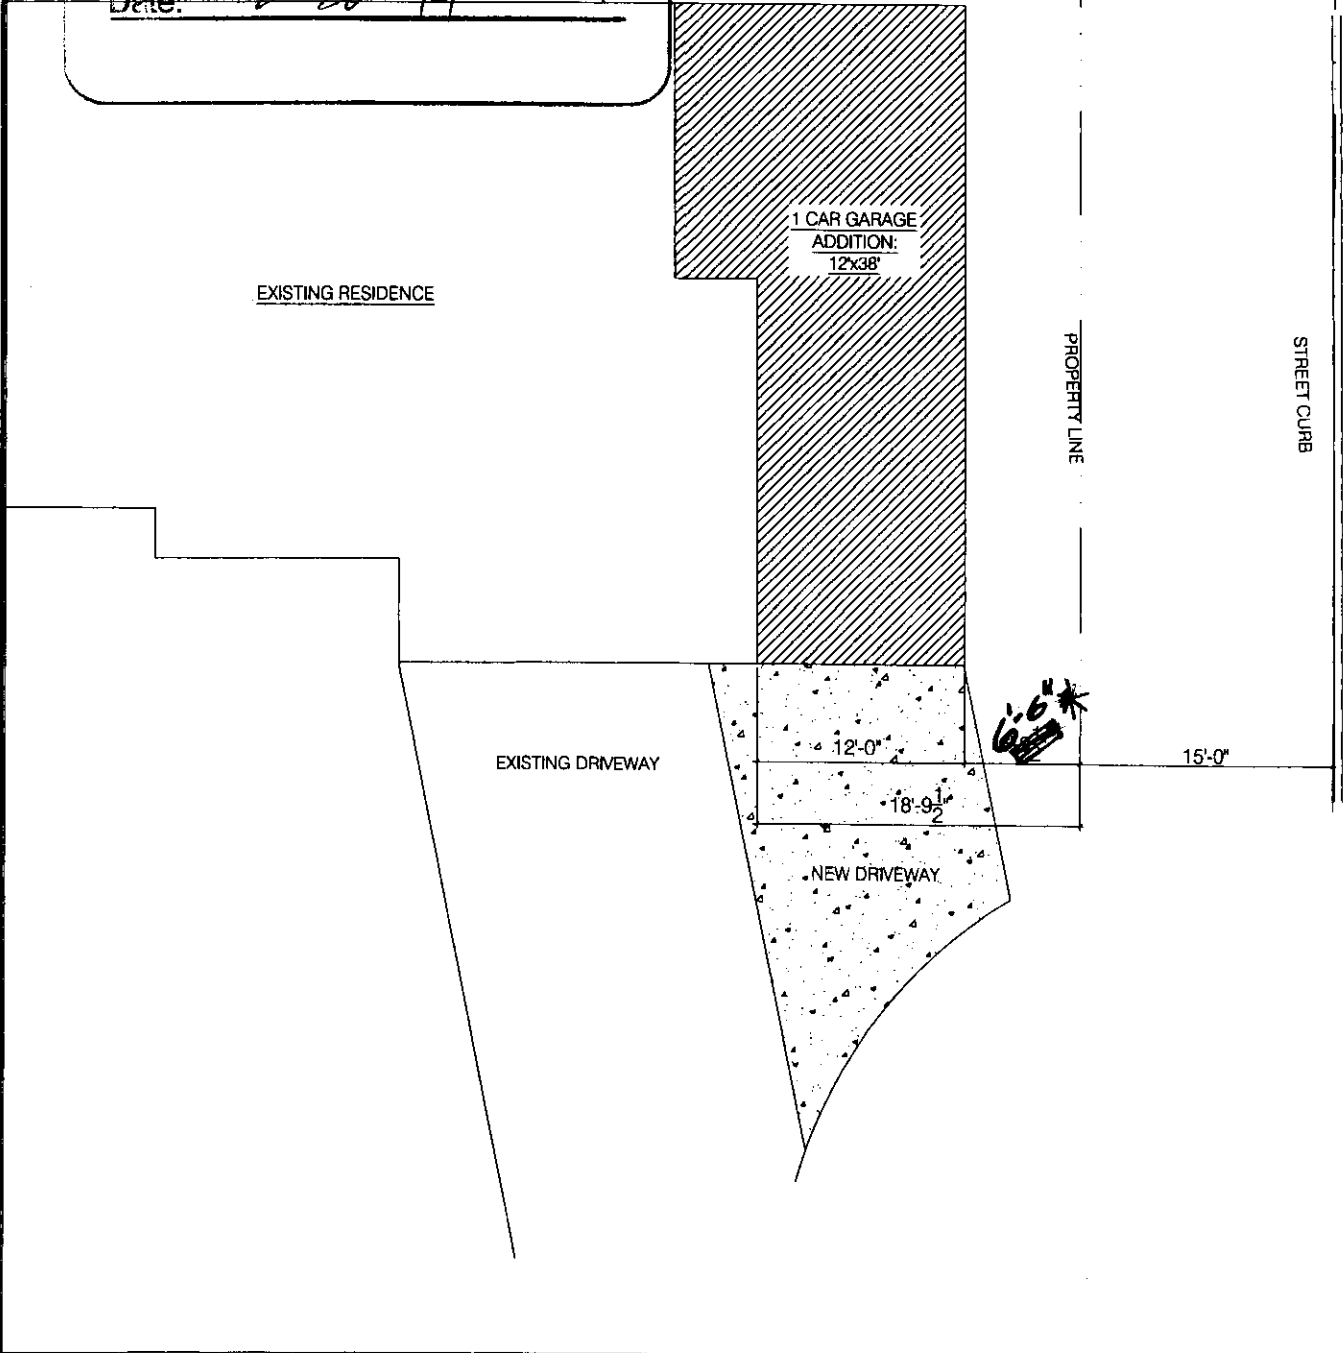 Date:
1 CAR GARAGE
ADDITION:
12'x38'
EXISTING RESIDENCE
PROPERTY LINE
STREET CURB
6'-6" *
12'-0"
15'-0"
EXISTING DRIVEWAY
18'-9 1/2"
NEW DRIVEWAY